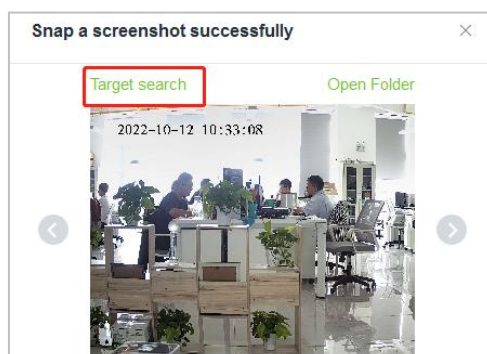 Snap a screenshot successfully
Target search
Open Folder
2022-10-12 10:33:08